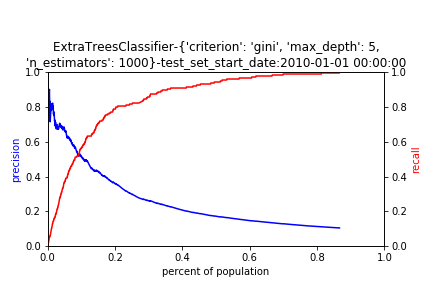 ExtraTreesClassifier-{'criterion': 'gini', 'max_depth': 5,
'n_estimators': 1000}-test_set_start_date:2010-01-01 00:00:00
1.0
0.8
0.6
0.4
0.2
0.0
precision
1.0
0.8
0.6
0.4
0.2
0.0
recall
0.0 0.2 0.4 0.6 0.8 1.0
percent of population